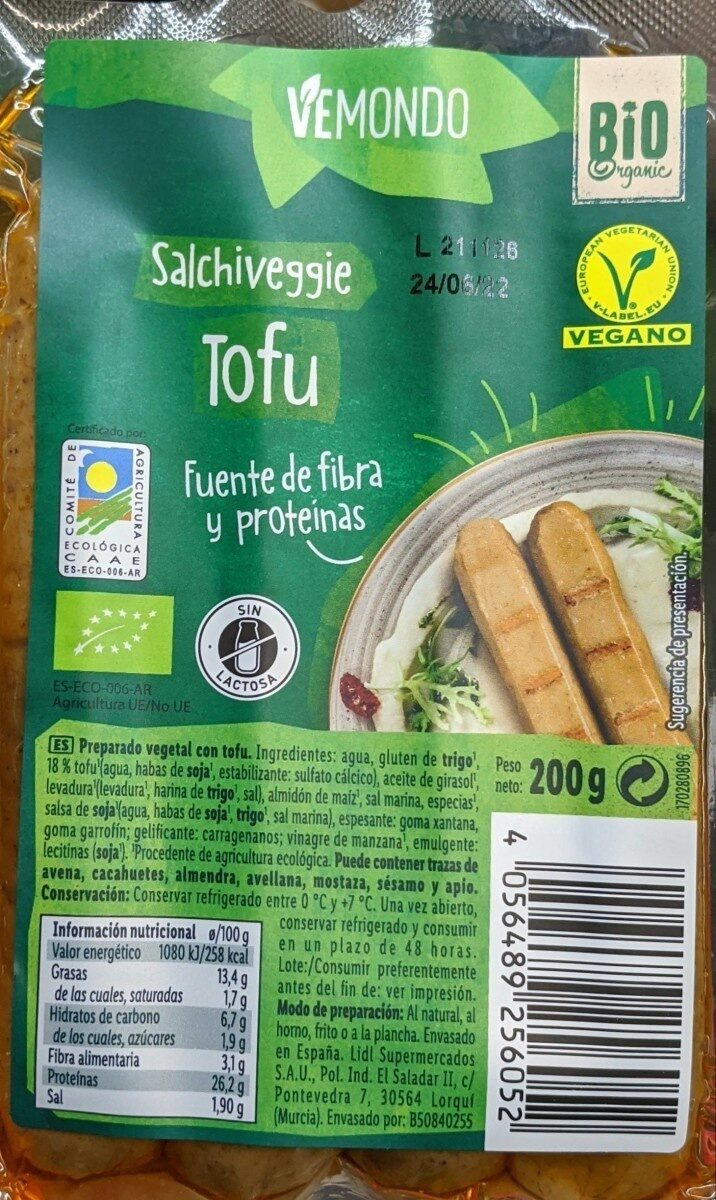 VEMONDO
BIO
Organic
Salchiveggie
Tofu
L 211126
24/06/22
EUROPEAN VEGETARIAN UNION
V-LABEL.EU
VEGANO
Fuente de fibra
y proteínas
Certificado por:
COMITÉ DE AGRICULTURA
ECOLÓGICA
C A A E
ES-ECO-006-AR
SIN
LACTOSA
ES-ECO-006-AR
Agricultura UE/No UE
Sugerencia de presentación.
ES Preparado vegetal con tofu. Ingredientes: agua, gluten de trigo¹,
18 % tofu¹(agua, habas de soja¹, estabilizante: sulfato cálcico), aceite de girasol¹,
levadura¹(levadura¹, harina de trigo¹, sal), almidón de maíz¹, sal marina, especias¹,
salsa de soja¹(agua, habas de soja¹, trigo¹, sal marina), espesante: goma xantana,
goma garrofín; gelificante: carragenanos; vinagre de manzana¹, emulgente:
lecitinas (soja¹). ¹Procedente de agricultura ecológica. Puede contener trazas de
avena, cacahuetes, almendra, avellana, mostaza, sésamo y apio.
Conservación: Conservar refrigerado entre 0 °C y +7 °C. Una vez abierto,
conservar refrigerado y consumir
en un plazo de 48 horas.
Lote:/Consumir preferentemente
antes del fin de: ver impresión.
Modo de preparación: Al natural, al
horno, frito o a la plancha. Envasado
en España. Lidl Supermercados
S.A.U., Pol. Ind. El Saladar II, c/
Pontevedra 7, 30564 Lorquí
(Murcia). Envasado por: B50840255
Información nutricional ø/100 g
Valor energético 1080 kJ/258 kcal
Grasas 13,4 g
de las cuales, saturadas 1,7 g
Hidratos de carbono 6,7 g
de los cuales, azúcares 1,9 g
Fibra alimentaria 3,1 g
Proteínas 26,2 g
Sal 1,90 g
Peso
neto: 200 g
170280896
4 056489 256052